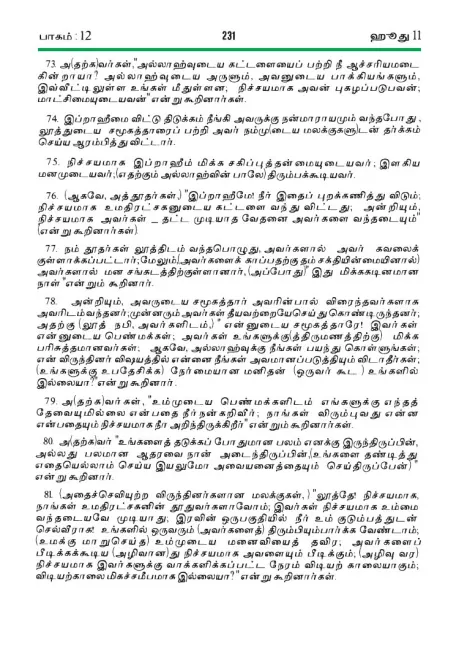 பாகம் : 12 231 ஹூது 11
73. அ(தற்க)வர்கள்,"அல்லாஹ்வுடைய கட்டளையைப் பற்றி நீ ஆச்சரியமடை
கின்றாயா? அல்லாஹ்வுடைய அருளும், அவனுடைய பாக்கியங்களும்,
இவ்வீட்டிலுள்ள உங்கள் மீதுள்ளன; நிச்சயமாக அவன் புகழப்படுபவன்;
மாட்சிமையுடையவன்" என்று கூறினார்கள்.
74. இப்றாஹீமை விட்டு திடுக்கம் நீங்கி அவருக்கு நன்மாராயமும் வந்தபோது,
லூத்துடைய சமூகத்தாரைப் பற்றி அவர் நம்மு(டைய மலக்குகளு)டன் தர்க்கம்
செய்ய ஆரம்பித்துவிட்டார்.
75. நிச்சயமாக இப்றாஹீம் மிக்க சகிப்புத்தன்மையுடையவர்; இளகிய
மனமுடையவர்;(எதற்கும் அல்லாஹ்வின் பாலே)திரும்பக்கூடியவர்.
76. (ஆகவே, அத்தூதர்கள்,) "இப்றாஹீமே! நீர் இதைப் புறக்கணித்து விடும்;
நிச்சயமாக உமதிரட்சகனுடைய கட்டளை வந்து விட்டது; அன்றியும்,
நிச்சயமாக அவர்கள் _ தட்ட முடியாத வேதனை அவர்களை வந்தடையும்"
(என்று கூறினார்கள்).
77. நம் தூதர்கள் லூத்திடம் வந்தபொழுது, அவர்களால் அவர் கவலைக்
குள்ளாக்கப்பட்டார்;மேலும்,(அவர்களைக் காப்பதற்குதம் சக்தியின்மையினால்)
அவர்களால் மன சங்கடத்திற்குள்ளானார், (அப்போது)" இது மிக்ககடினமான
நாள்" என்றும் கூறினார்.
78. அன்றியும், அவருடைய சமூகத்தார் அவரின்பால் விரைந்தவர்களாக
அவரிடம்வந்தனர்;முன்னரும்அவர்கள் தீயவற்றையேசெய்துகொண்டிருந்தனர்;
அதற்கு (லூத் நபி, அவர்களிடம்,) " என்னுடைய சமூகத்தாரே! இவர்கள்
என்னுடைய பெண்மக்கள்; அவர்கள் உங்களுக்கு(த்திருமணத்திற்கு) மிக்க
பரிசுத்தமானவர்கள்; ஆகவே, அல்லாஹ்வுக்கு நீங்கள் பயந்து கொள்ளுங்கள்;
என் விருந்தினர் விஷயத்தில் என்னை நீங்கள் அவமானப்படுத்தியும் விடாதீர்கள்;
(உங்களுக்கு உபதேசிக்க) நேர்மையான மனிதன் (ஒருவர் கூட) உங்களில்
இல்லையா?" என்று கூறினார்.
79. அ(தற்க)வர்கள், "உம்முடைய பெண்மக்களிடம் எங்களுக்கு எந்தத்
தேவையுமில்லை என்பதை நீர் நன்கறிவீர்; நாங்கள் விரும்புவது என்ன
என்பதையும் நிச்சயமாக நீர் அறிந்திருக்கிறீர்" என்றும் கூறினார்கள்.
80. அ(தற்க)வர் "உங்களைத் தடுக்கப் போதுமான பலம் எனக்கு இருந்திருப்பின்,
அல்லது பலமான ஆதரவை நான் அடைந்திருப்பின்,(உங்களை தண்டித்து
எதையெல்லாம் செய்ய இயலுமோ அவையனைத்தையும் செய்திருப்பேன்)"
என்று கூறினார்.
81. (அதைச்செவியுற்ற விருந்தினர்களான மலக்குகள்,) "லூத்தே! நிச்சயமாக,
நாங்கள் உமதிரட்சகனின் தூதுவர்களாவோம்; இவர்கள் நிச்சயமாக உம்மை
வந்தடையவே முடியாது; இரவின் ஒருபகுதியில் நீர் உம் குடும்பத்துடன்
செல்வீராக! உங்களில் ஒருவரும் (அவர்களைத்) திரும்பியும்பார்க்க வேண்டாம்;
(உமக்கு மாறுசெய்த) உம்முடைய மனைவியைத் தவிர; அவர்களைப்
பீடிக்கக்கூடிய (அழிவான)து நிச்சயமாக அவளையும் பீடிக்கும்; (அழிவு வர)
நிச்சயமாக இவர்களுக்கு வாக்களிக்கப்பட்ட நேரம் விடியற் காலையாகும்;
விடியற்காலை மிகச்சமீபமாக இல்லையா?" என்று கூறினார்கள்.